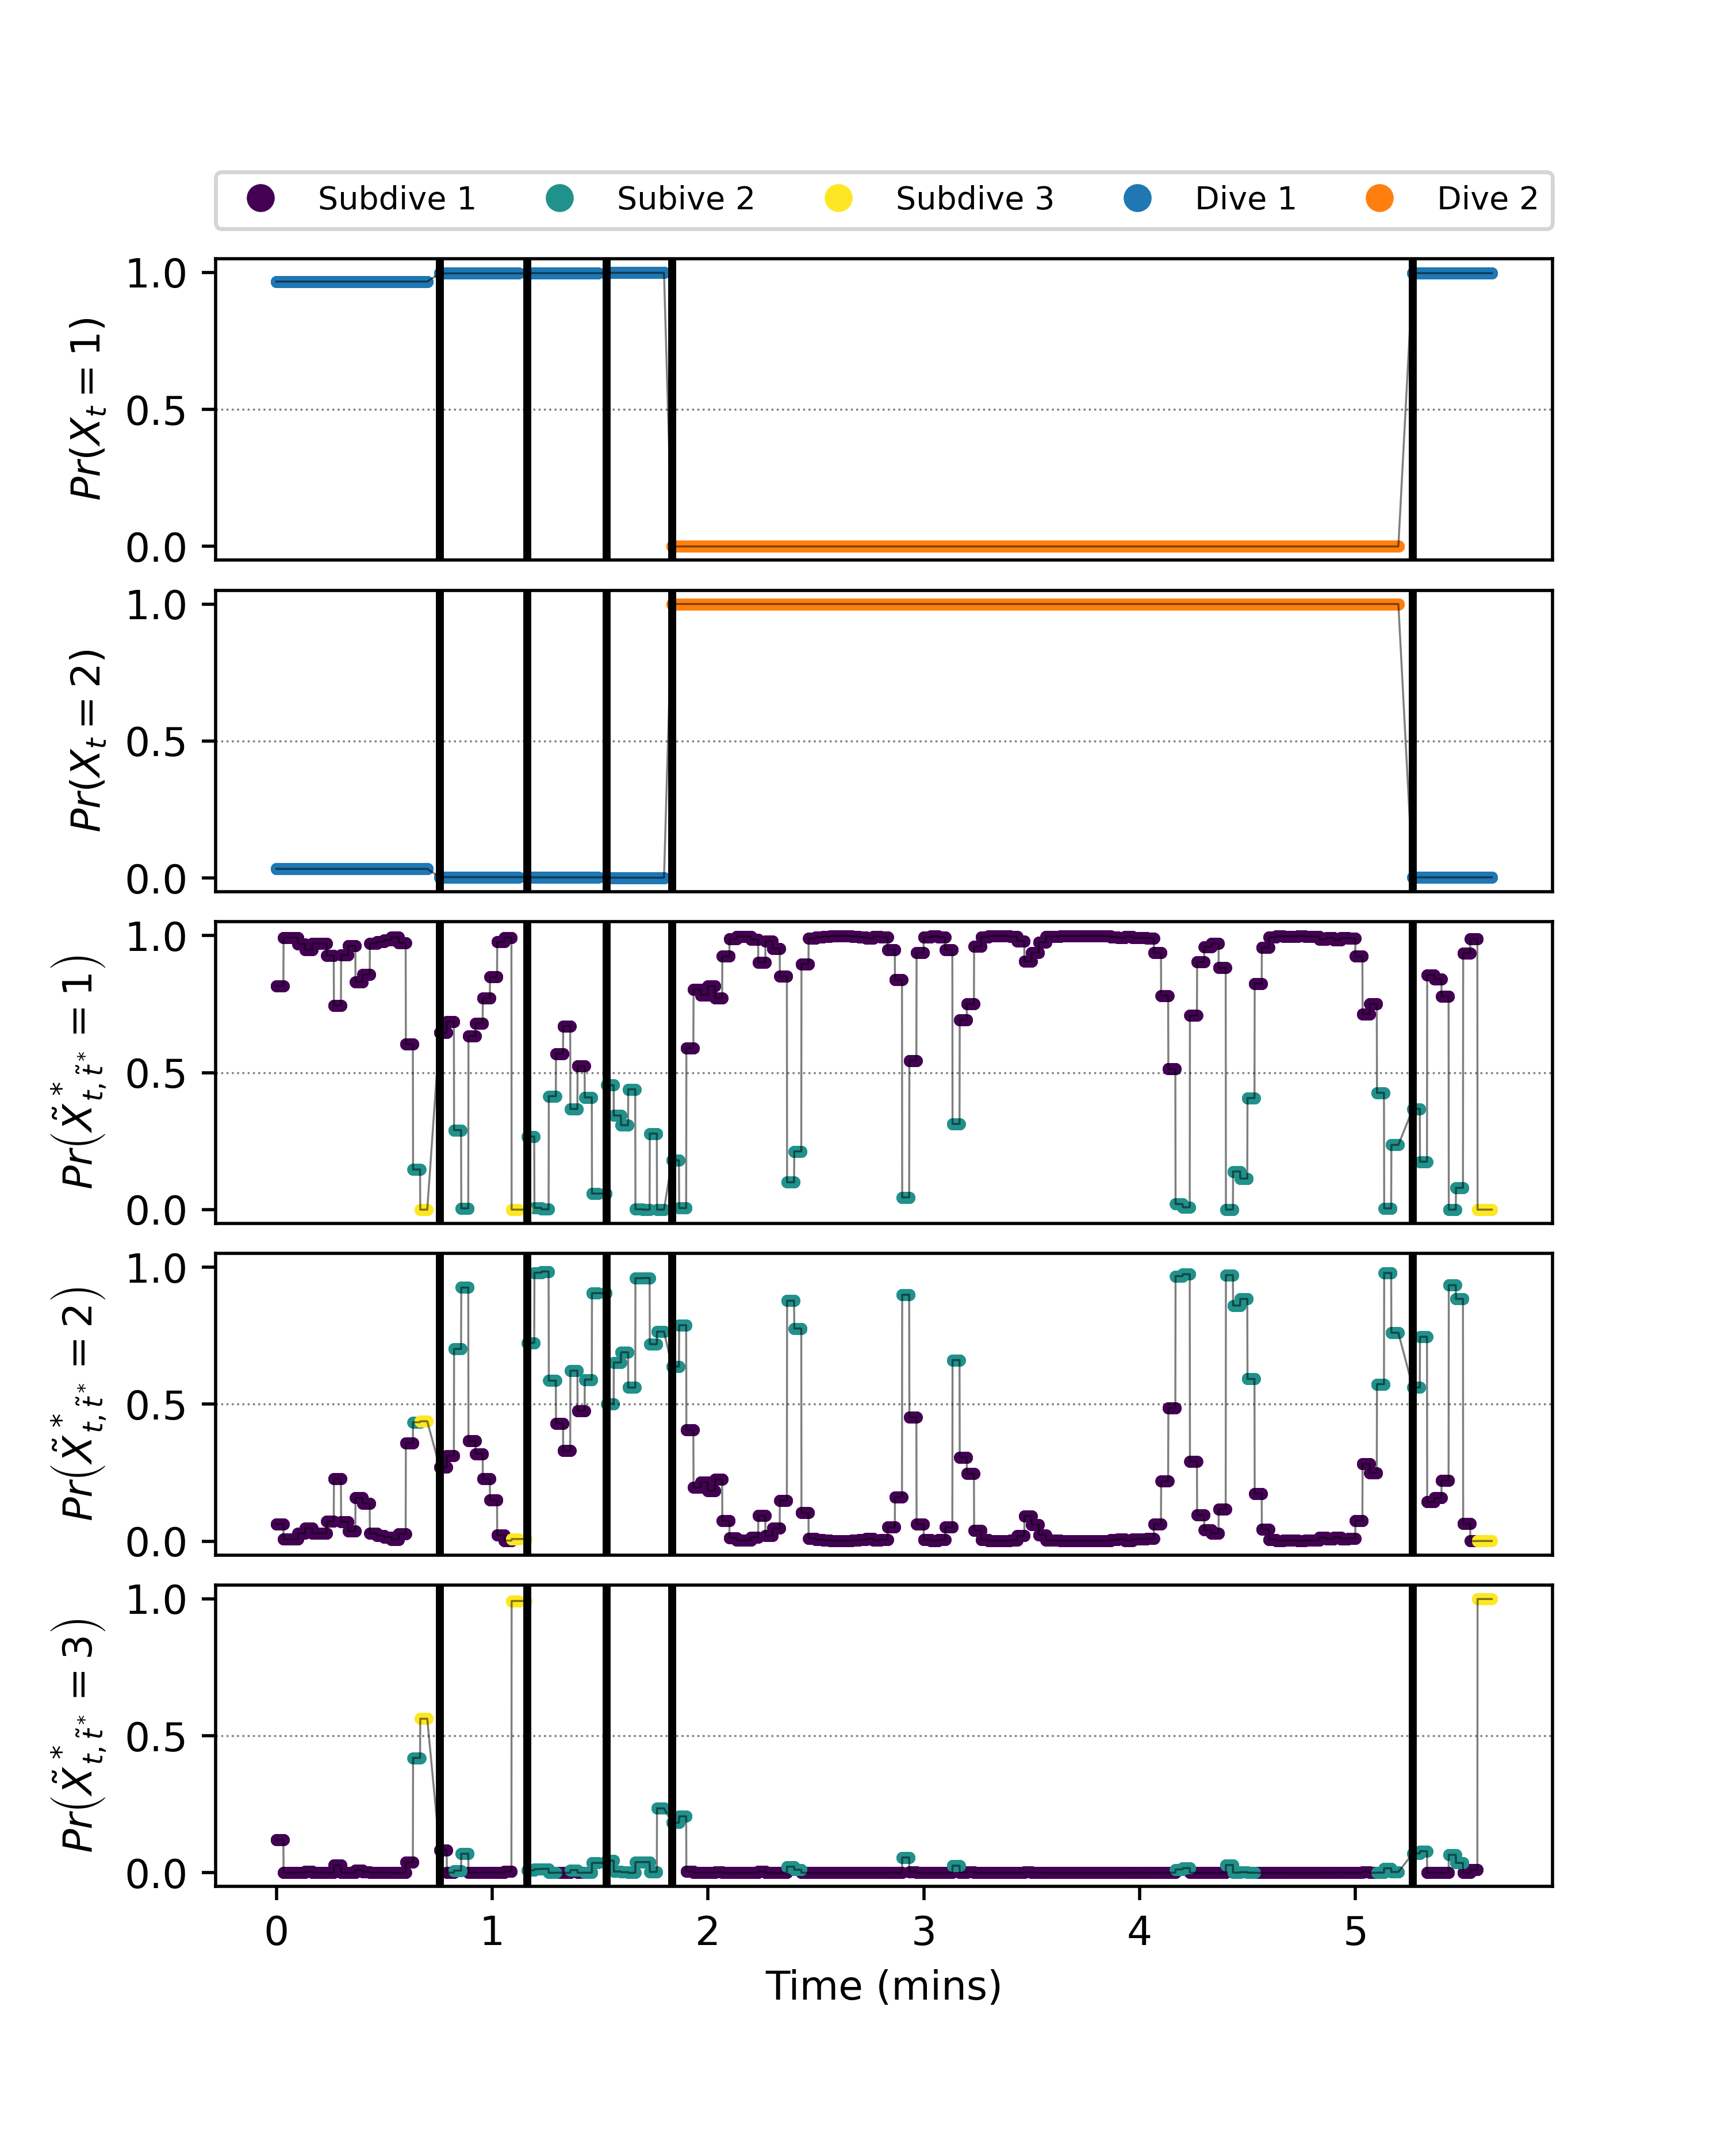 Subdive 1 Subive 2 Subdive 3 Dive 1 Dive 2
1.0
0.5
0.0
Pr(X_t = 1)
1.0
0.5
0.0
Pr(X_t = 2)
1.0
0.5
0.0
Pr(X̃*_{t, t̃*} = 1)
1.0
0.5
0.0
Pr(X̃*_{t, t̃*} = 2)
1.0
0.5
0.0
Pr(X̃*_{t, t̃*} = 3)
0 1 2 3 4 5
Time (mins)